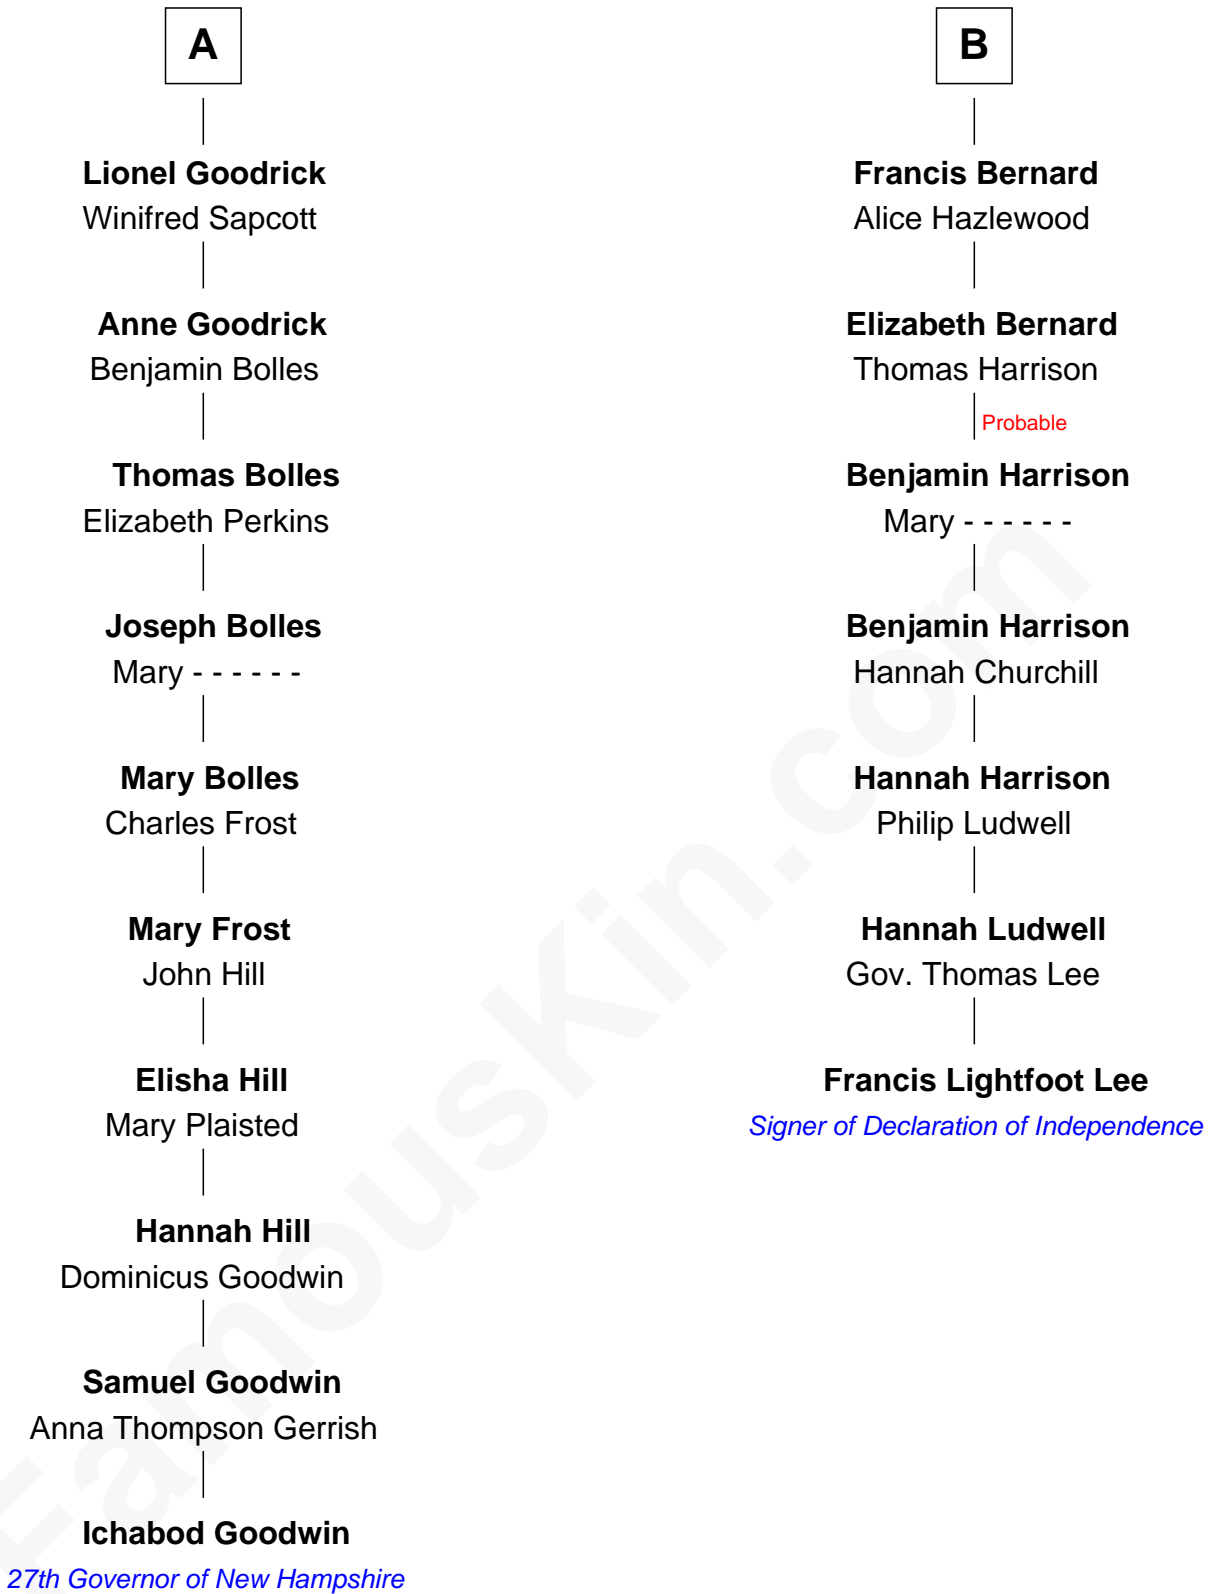 A
Lionel Goodrick
Winifred Sapcott
Anne Goodrick
Benjamin Bolles
Thomas Bolles
Elizabeth Perkins
Joseph Bolles
Mary - - - - - -
Mary Bolles
Charles Frost
Mary Frost
John Hill
Elisha Hill
Mary Plaisted
Hannah Hill
Dominicus Goodwin
Samuel Goodwin
Anna Thompson Gerrish
Ichabod Goodwin
27th Governor of New Hampshire
B
Francis Bernard
Alice Hazlewood
Elizabeth Bernard
Thomas Harrison
Probable
Benjamin Harrison
Mary - - - - - -
Benjamin Harrison
Hannah Churchill
Hannah Harrison
Philip Ludwell
Hannah Ludwell
Gov. Thomas Lee
Francis Lightfoot Lee
Signer of Declaration of Independence
FamousKin.com